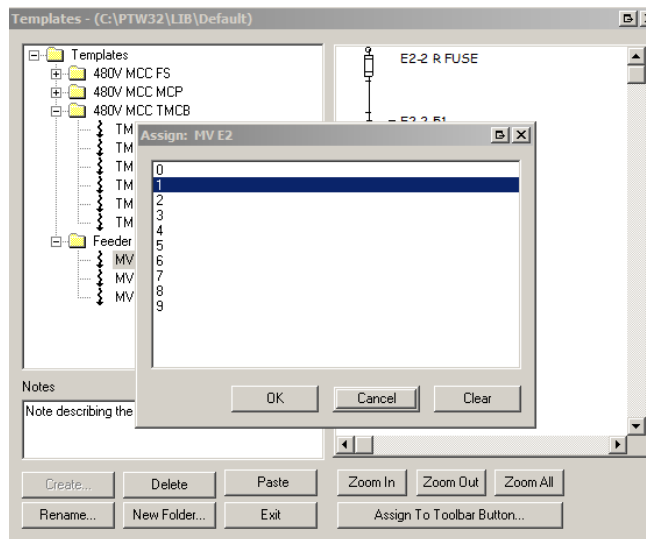 Templates - (C:\PTW32\LIB\Default)
Templates
480V MCC FS
480V MCC MCP
480V MCC TMCB
TM
TM
TM
TM
TM
TM
Feeder
MV
MV
MV
E2-2 R FUSE
Assign: MV E2
0
1
2
3
4
5
6
7
8
9
OK
Cancel
Clear
Notes
Note describing the
Create...
Delete
Paste
Zoom In
Zoom Out
Zoom All
Rename...
New Folder...
Exit
Assign To Toolbar Button...